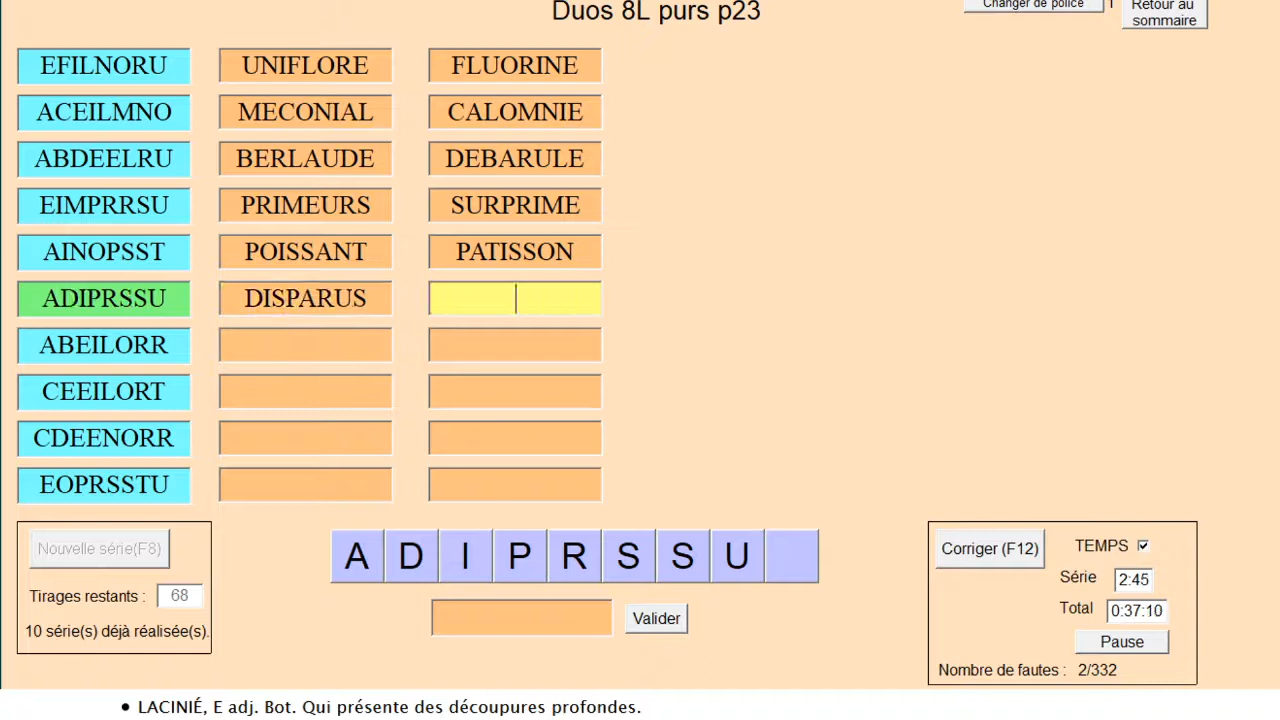 Duos 8L purs p23
Changer de police
1
Retour au
sommaire
EFILNORU UNIFLORE FLUORINE
ACEILMNO MECONIAL CALOMNIE
ABDEELRU BERLAUDE DEBARULE
EIMPRRSU PRIMEURS SURPRIME
AINOPSST POISSANT PATISSON
ADIPRSSU DISPARUS
ABEILORR
CEEILORT
CDEENORR
EOPRSSTU
Nouvelle série(F8)
Tirages restants : 68
10 série(s) déjà réalisée(s).
A D I P R S S U
Valider
Corriger (F12) TEMPS
Série 2:45
Total 0:37:10
Pause
Nombre de fautes : 2/332
• LACINIÉ, E adj. Bot. Qui présente des découpures profondes.